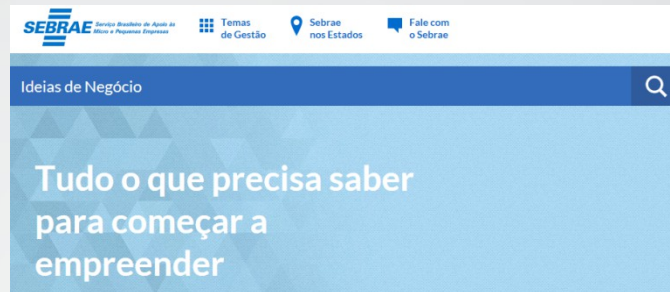 SEBRAE
Serviço Brasileiro de Apoio às
Micro e Pequenas Empresas
Temas
de Gestão
Sebrae
nos Estados
Fale com
o Sebrae
Ideias de Negócio
Tudo o que precisa saber
para começar a
empreender